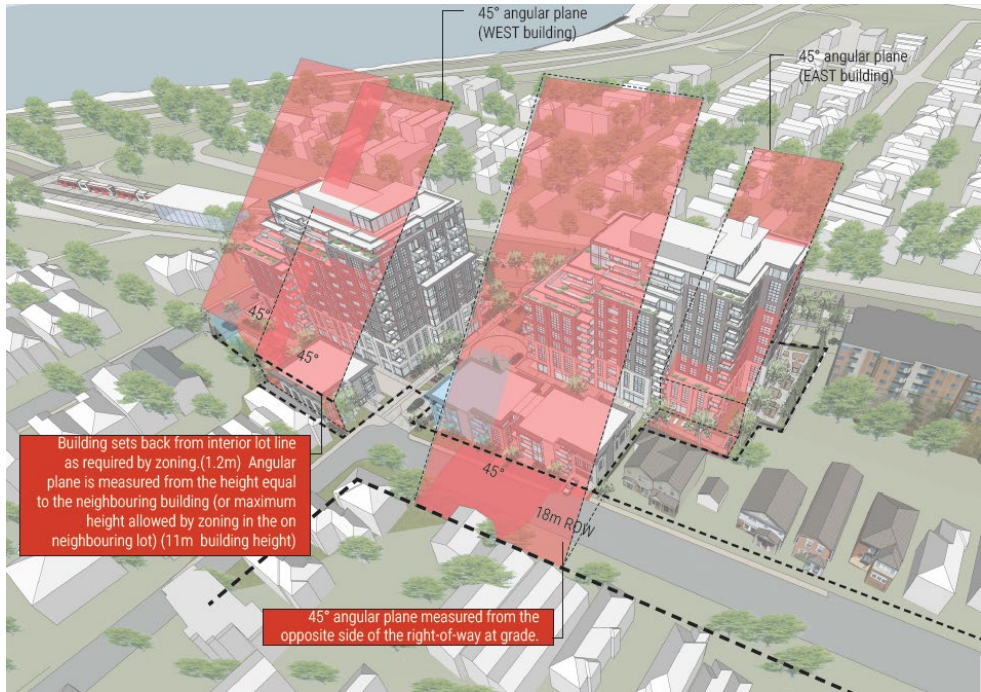 45° angular plane
(WEST building)
45° angular plane
(EAST building)
45°
45°
Building sets back from interior lot line
as required by zoning.(1.2m) Angular
plane is measured from the height equal
to the neighbouring building (or maximum
height allowed by zoning in the on
neighbouring lot) (11m building height)
45°
18m ROW
45° angular plane measured from the
opposite side of the right-of-way at grade.